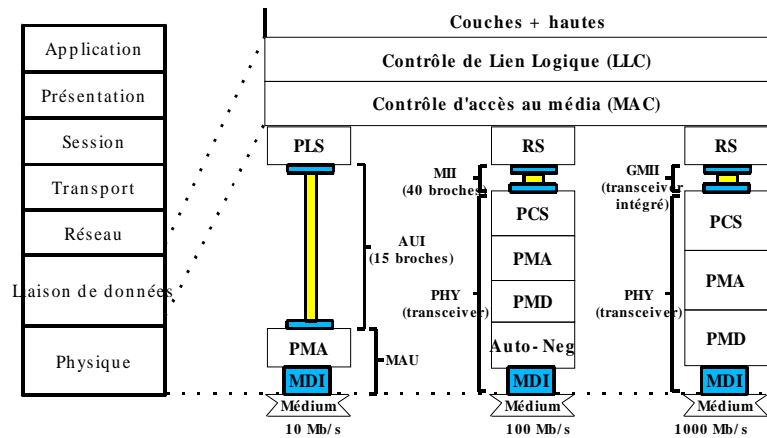 Application
Présentation
Session
Transport
Réseau
Liaison de données
Physique
Couches + hautes
Contrôle de Lien Logique (LLC)
Contrôle d'accès au média (MAC)
PLS
AUI
(15 broches)
PMA
MAU
MDI
Médium
10 Mb/s
RS
MII
(40 broches)
PCS
PMA
PMD
Auto-Neg
PHY
(transceiver)
MDI
Médium
100 Mb/s
RS
GMII
(transceiver
intégré)
PCS
PMA
PMD
PHY
(transceiver)
MDI
Médium
1000 Mb/s